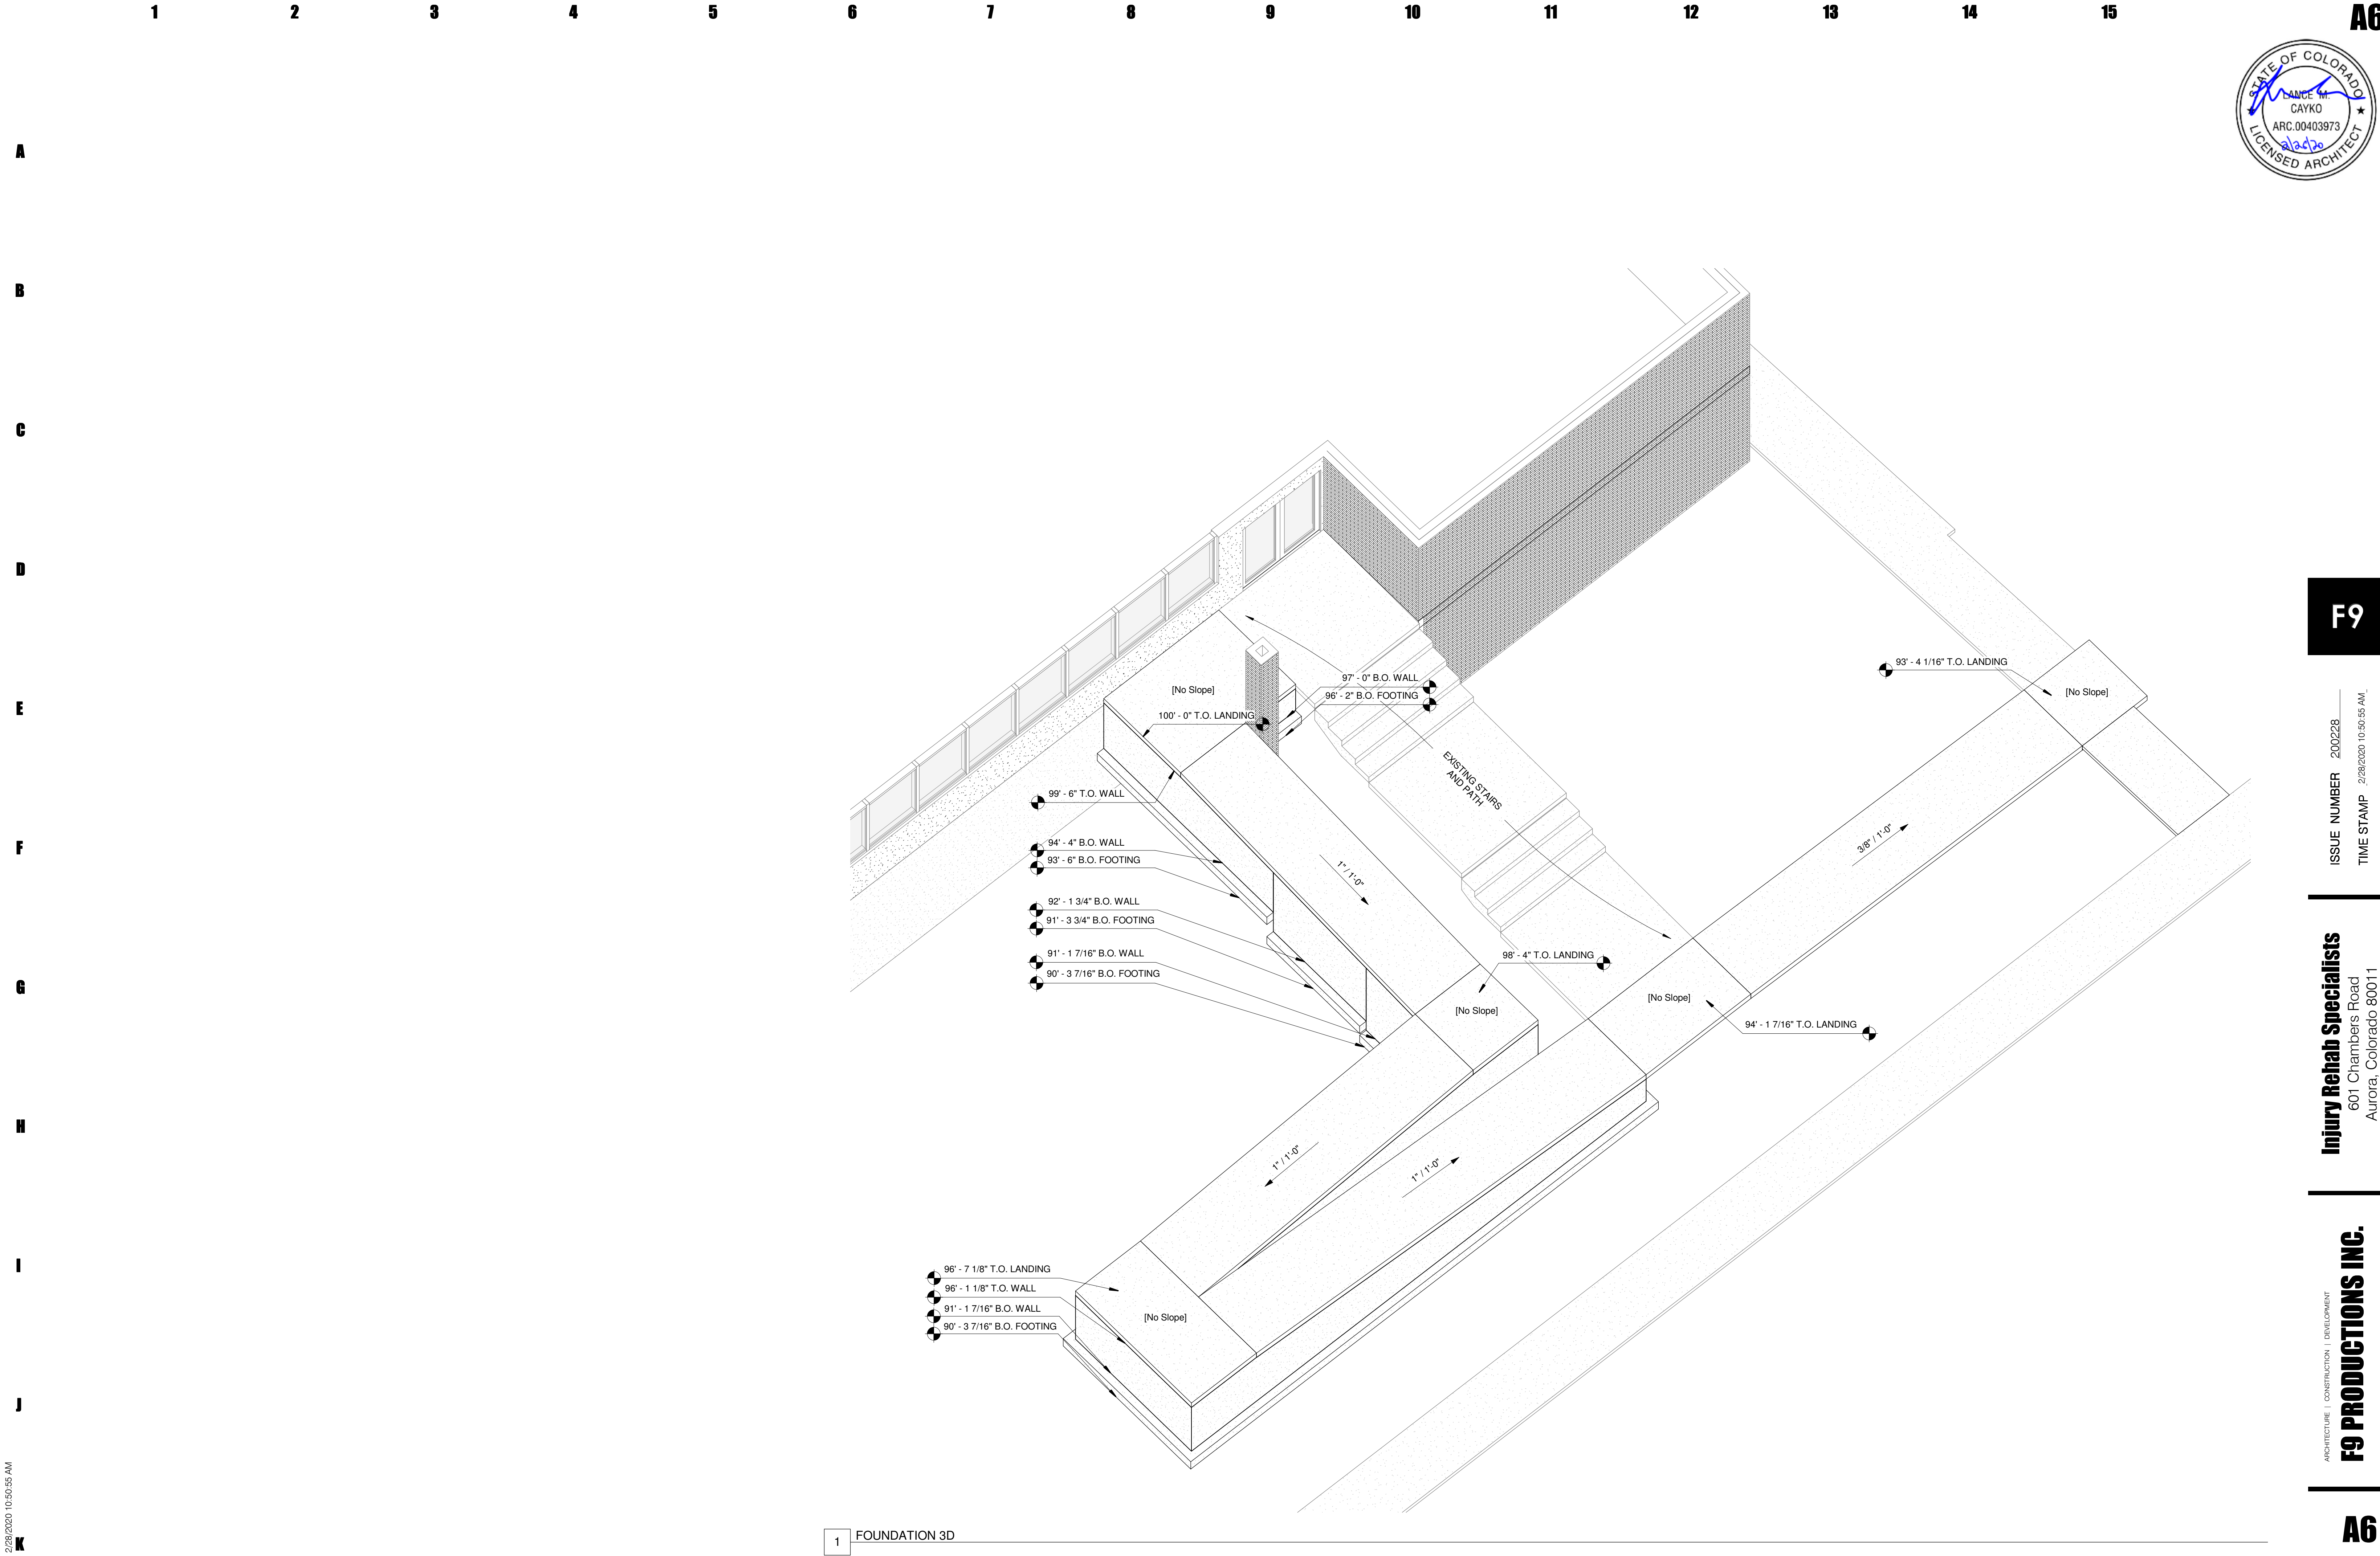 1 2 3 4 5 6 7 8 9 10 11 12 13 14 15
A6
STATE OF COLORADO
LANCE M.
CAYKO
ARC.00403973
2/26/20
LICENSED ARCHITECT
A
B
C
D
E
F
G
H
I
J
K
93' - 4 1/16" T.O. LANDING
[No Slope]
[No Slope]
97' - 0" B.O. WALL
96' - 2" B.O. FOOTING
100' - 0" T.O. LANDING
EXISTING STAIRS
AND PATH
99' - 6" T.O. WALL
94' - 4" B.O. WALL
93' - 6" B.O. FOOTING
92' - 1 3/4" B.O. WALL
91' - 3 3/4" B.O. FOOTING
91' - 1 7/16" B.O. WALL
90' - 3 7/16" B.O. FOOTING
1" / 1'-0"
3/8" / 1'-0"
98' - 4" T.O. LANDING
[No Slope]
[No Slope]
94' - 1 7/16" T.O. LANDING
1" / 1'-0"
1" / 1'-0"
96' - 7 1/8" T.O. LANDING
96' - 1 1/8" T.O. WALL
91' - 1 7/16" B.O. WALL
90' - 3 7/16" B.O. FOOTING
[No Slope]
1 FOUNDATION 3D
F9
ISSUE NUMBER 200228
TIME STAMP 2/28/2020 10:50:55 AM
Injury Rehab Specialists
601 Chambers Road
Aurora, Colorado 80011
ARCHITECTURE | CONSTRUCTION | DEVELOPMENT
F9 PRODUCTIONS INC.
A6
2/28/2020 10:50:55 AM